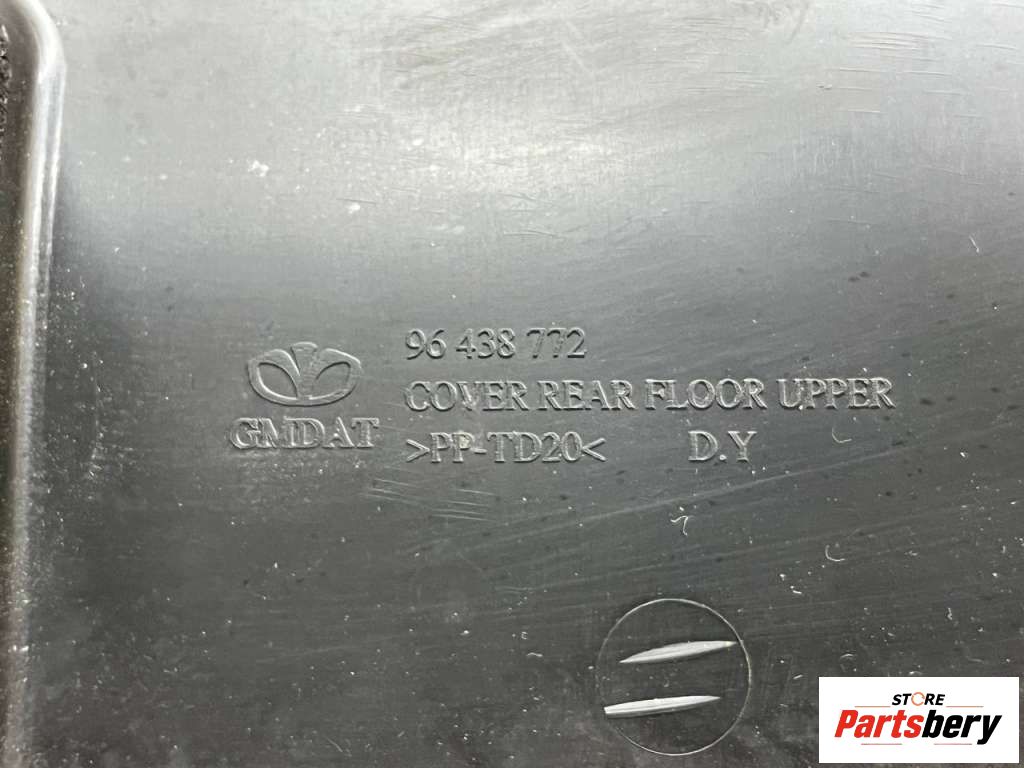 96 438 772
GMDAT
COVER REAR FLOOR UPPER
>PP-TD20< D.Y
STORE
Partsbery